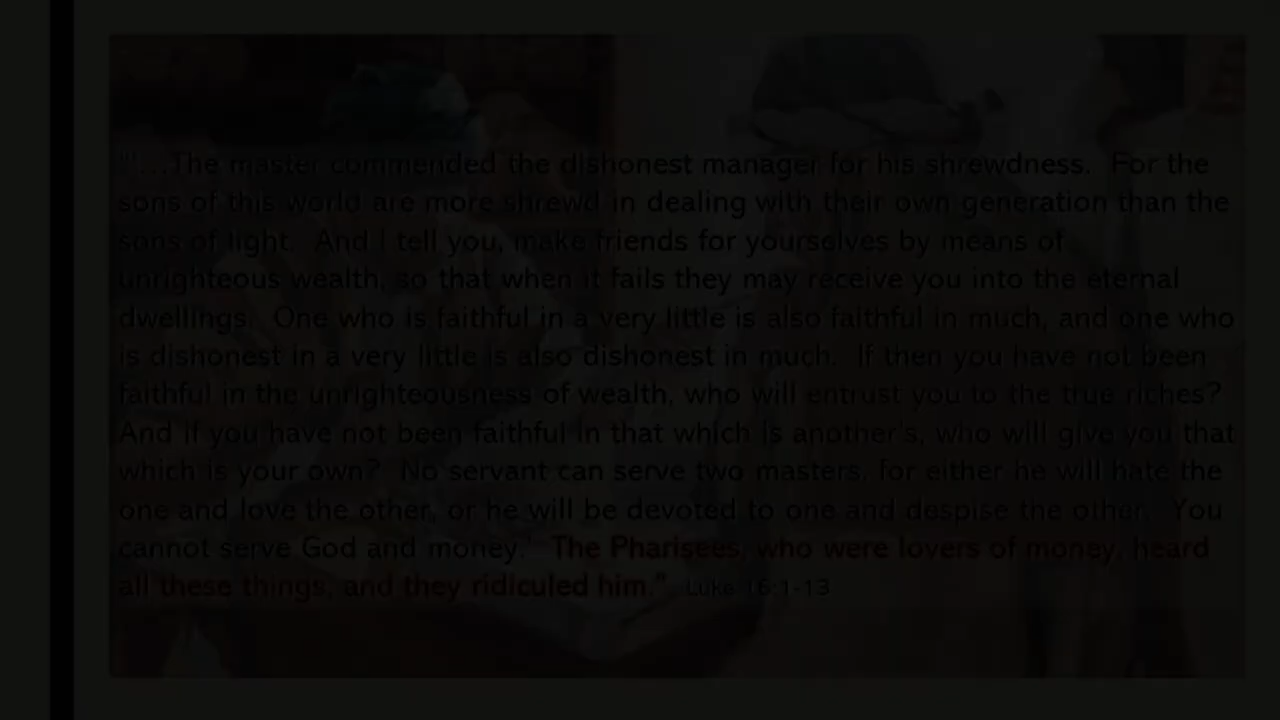 "'…The master commended the dishonest manager for his shrewdness. For the
sons of this world are more shrewd in dealing with their own generation than the
sons of light. And I tell you, make friends for yourselves by means of
unrighteous wealth, so that when it fails they may receive you into the eternal
dwellings. One who is faithful in a very little is also faithful in much, and one who
is dishonest in a very little is also dishonest in much. If then you have not been
faithful in the unrighteousness of wealth, who will entrust you to the true riches?
And if you have not been faithful in that which is another's, who will give you that
which is your own? No servant can serve two masters, for either he will hate the
one and love the other, or he will be devoted to one and despise the other. You
cannot serve God and money.' The Pharisees, who were lovers of money, heard
all these things, and they ridiculed him." Luke 16:1-13